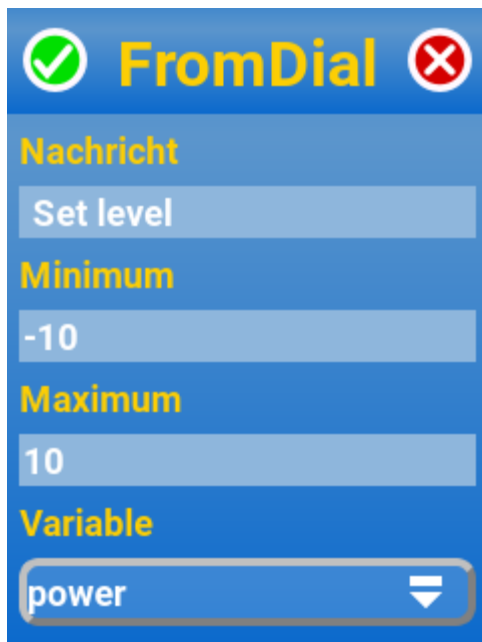 FromDial
Nachricht
Set level
Minimum
-10
Maximum
10
Variable
power